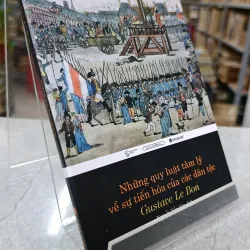 Những quy luật tâm lý
về sự tiến hóa của các dân tộc
Gustave Le Bon